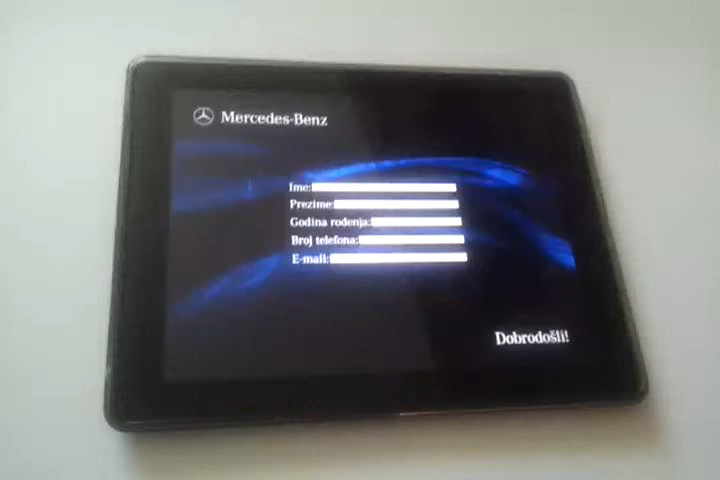 Mercedes-Benz
Ime:
Prezime:
Godina rođenja:
Broj telefona:
E-mail:
Dobrodošli!